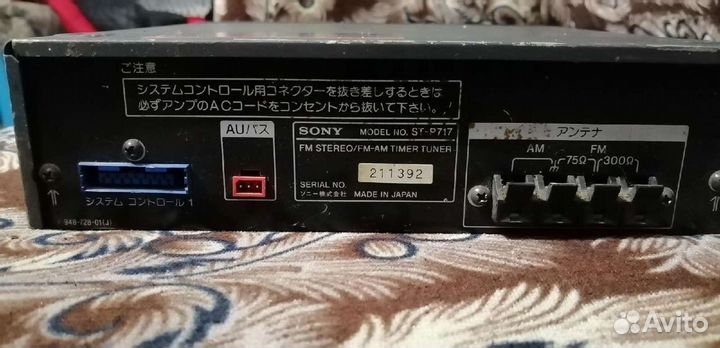 ご注意
システムコントロール用コネクターを抜き差しするときは
必ずアンプのACコードをコンセントから抜いて下さい。
AUバス
システム コントロール 1
948-728-01(J)
SONY MODEL NO. ST-P717
FM STEREO/FM-AM TIMER TUNER
211392
SERIAL NO.
ソニー株式会社 MADE IN JAPAN
アンテナ
AM FM
75Ω 300Ω
Avito